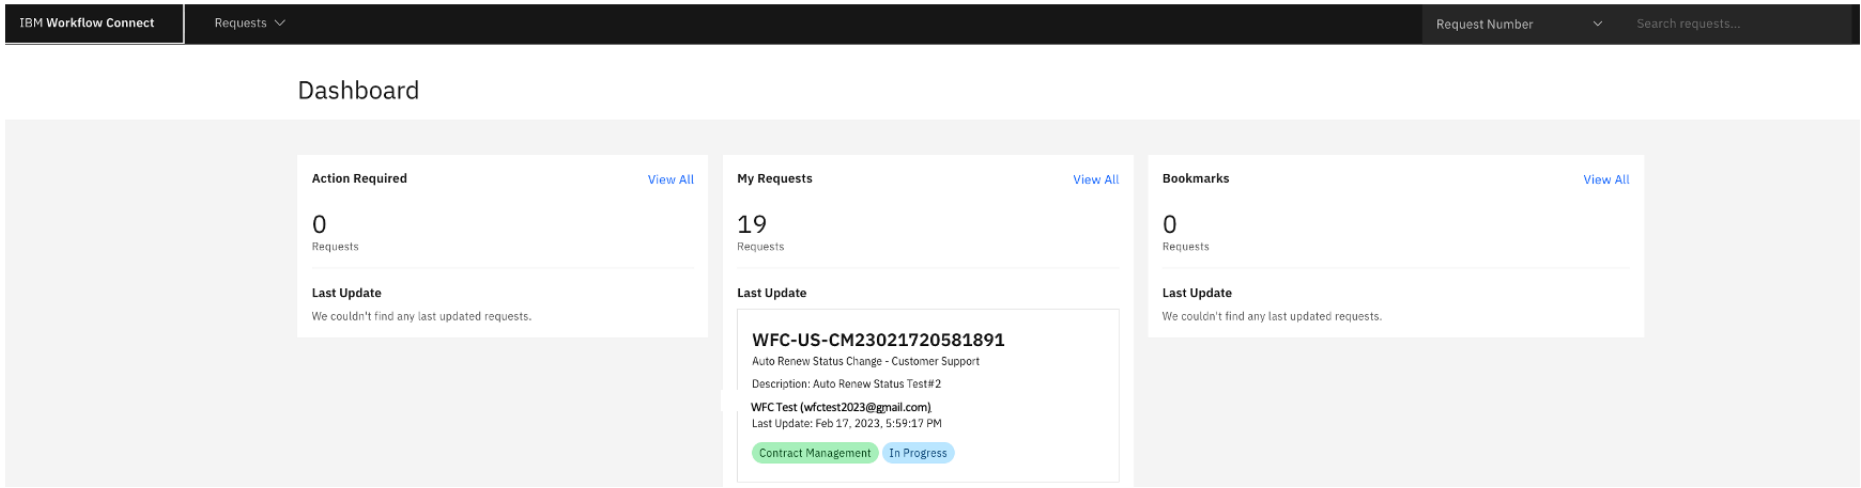 IBM Workflow Connect
Requests
Request Number
Search requests...
Dashboard
Action Required
View All
0
Requests
Last Update
We couldn't find any last updated requests.
My Requests
View All
19
Requests
Last Update
WFC-US-CM23021720581891
Auto Renew Status Change - Customer Support
Description: Auto Renew Status Test#2
WFC Test (wfctest2023@gmail.com)
Last Update: Feb 17, 2023, 5:59:17 PM
Contract Management
In Progress
Bookmarks
View All
0
Requests
Last Update
We couldn't find any last updated requests.